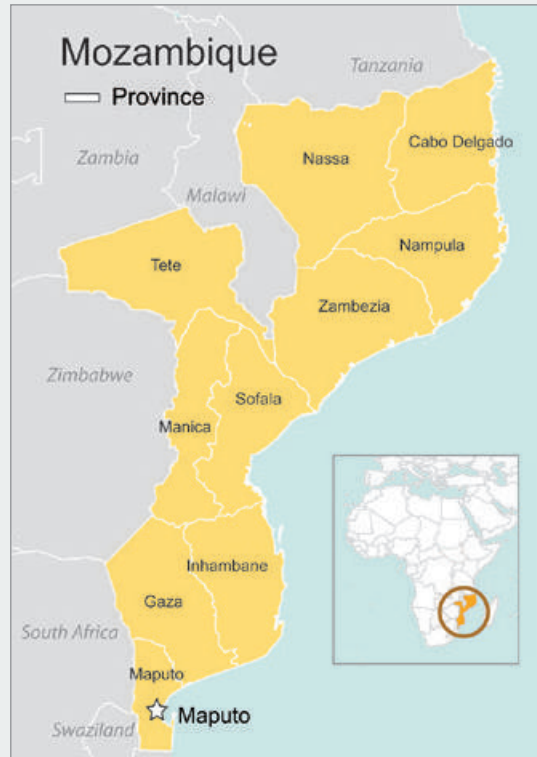 Mozambique
Province
Tanzania
Zambia
Malawi
Nassa
Cabo Delgado
Nampula
Tete
Zambezia
Zimbabwe
Sofala
Manica
Inhambane
Gaza
South Africa
Maputo
Maputo
Swaziland